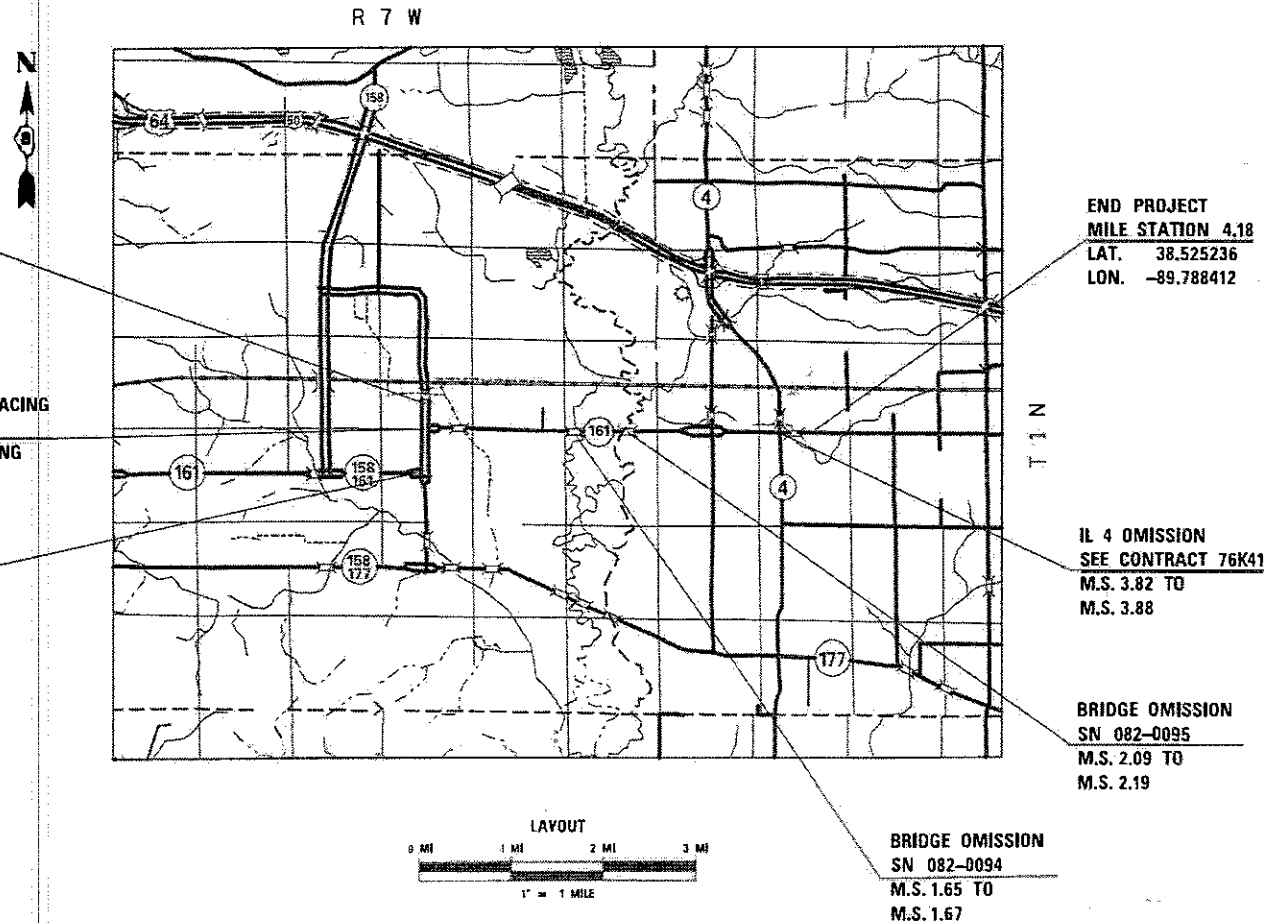 R 7 W
N
158
64
50
4
END PROJECT
MILE STATION 4.18
LAT. 38.525236
LON. -89.788412
ACING
NG
T 1 N
161
161
158
161
4
IL 4 OMISSION
SEE CONTRACT 76K41
M.S. 3.82 TO
M.S. 3.88
158
177
177
BRIDGE OMISSION
SN 082-0095
M.S. 2.09 TO
M.S. 2.19
LAYOUT
0 MI 1 MI 2 MI 3 MI
1" = 1 MILE
BRIDGE OMISSION
SN 082-0094
M.S. 1.65 TO
M.S. 1.67